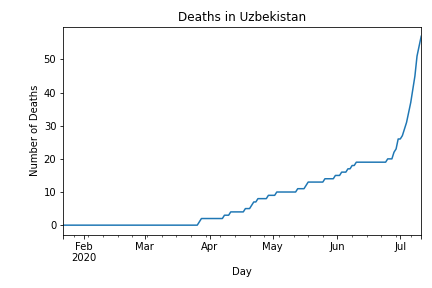 Deaths in Uzbekistan
Number of Deaths
50
40
30
20
10
0
Feb
2020
Mar
Apr
May
Jun
Jul
Day